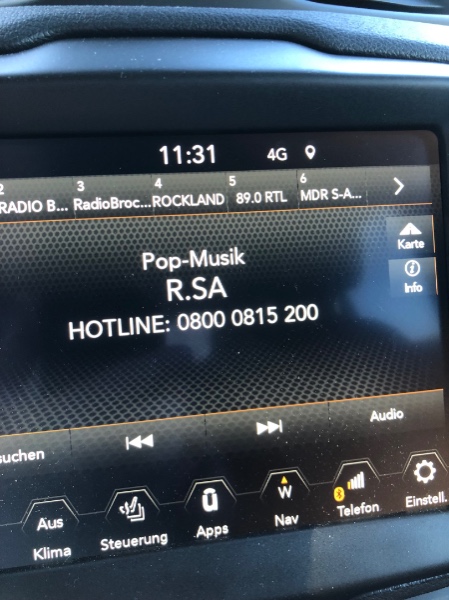 11:31 4G
2 3 4 5 6
RADIO B... RadioBroc... ROCKLAND 89.0 RTL MDR S-A...
Karte
Pop-Musik
Info
R.SA
HOTLINE: 0800 0815 200
suchen Audio
Aus W
Klima Steuerung Apps Nav Telefon Einstell.